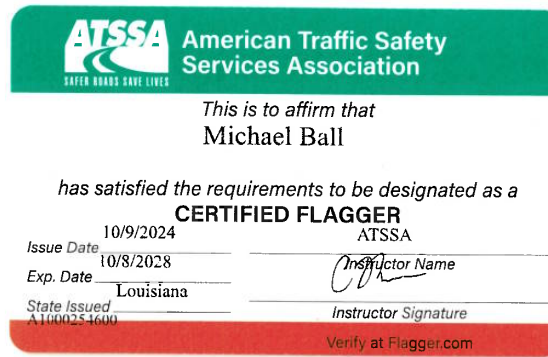 ATSSA
SAFER ROADS SAVE LIVES
American Traffic Safety
Services Association
This is to affirm that
Michael Ball
has satisfied the requirements to be designated as a
CERTIFIED FLAGGER
Issue Date 10/9/2024
ATSSA
Instructor Name
Exp. Date 10/8/2028
State Issued Louisiana
A1000254600
Instructor Signature
Verify at Flagger.com